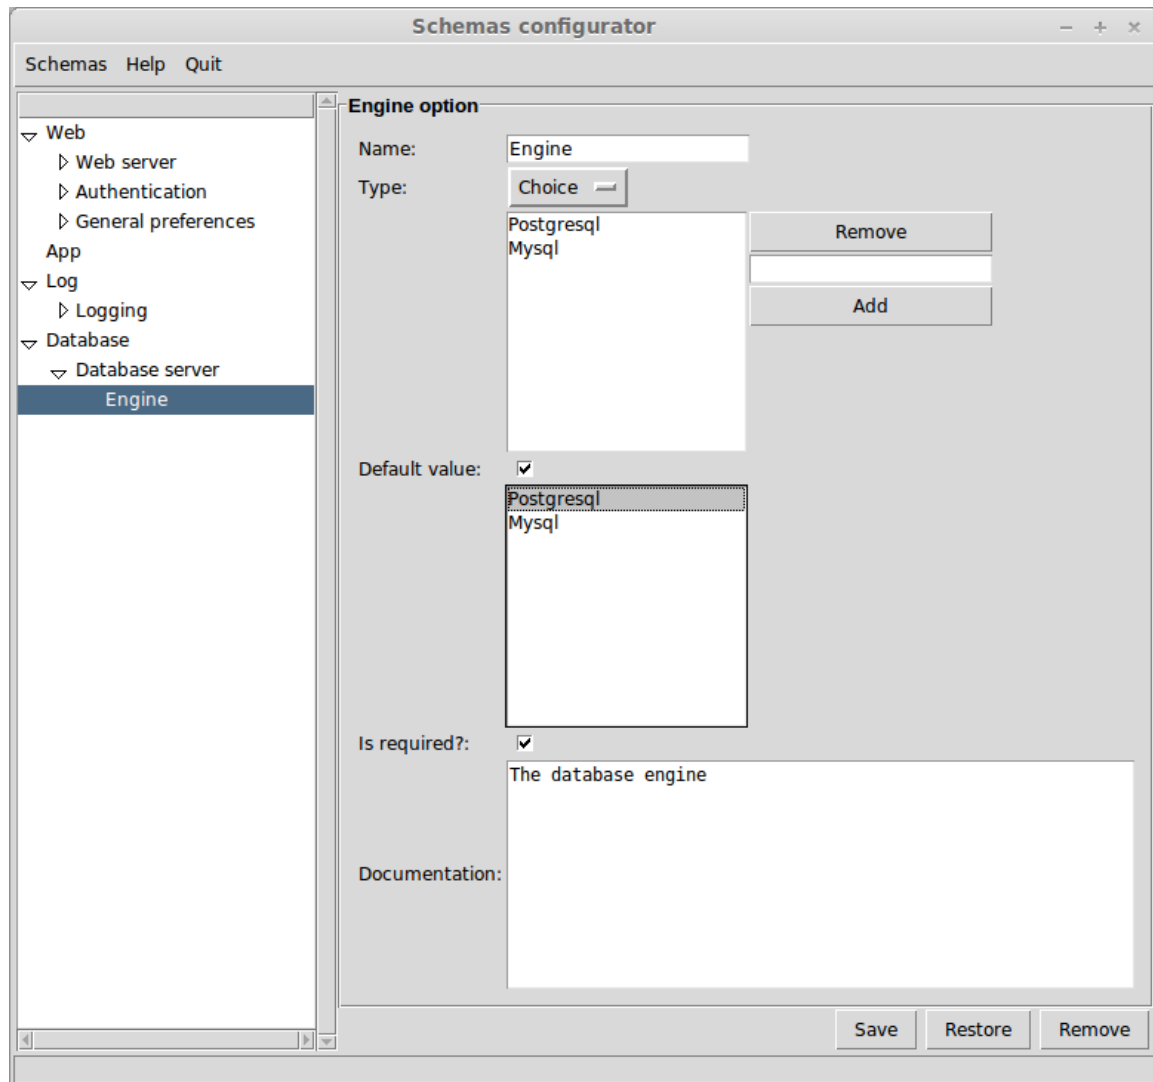 Schemas configurator
Schemas Help Quit
Web
Web server
Authentication
General preferences
App
Log
Logging
Database
Database server
Engine
Engine option
Name: Engine
Type: Choice
Postgresql
Mysql
Remove
Add
Default value:
Postgresql
Mysql
Is required?:
Documentation:
The database engine
Save Restore Remove